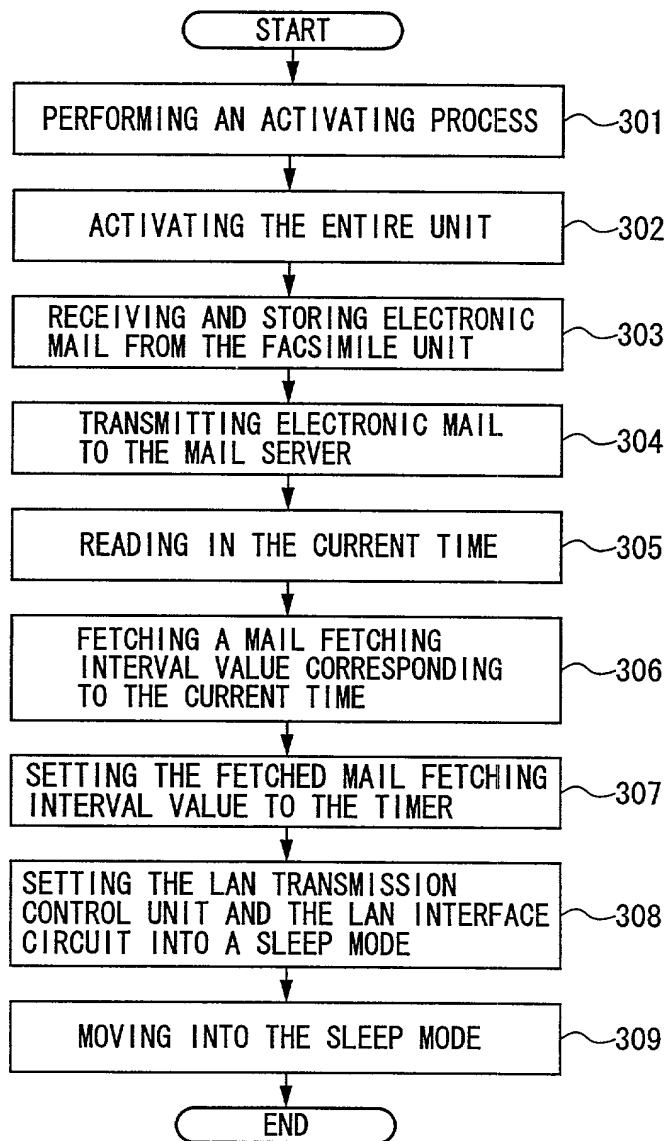 START
PERFORMING AN ACTIVATING PROCESS
301
ACTIVATING THE ENTIRE UNIT
302
RECEIVING AND STORING ELECTRONIC
MAIL FROM THE FACSIMILE UNIT
303
TRANSMITTING ELECTRONIC MAIL
TO THE MAIL SERVER
304
READING IN THE CURRENT TIME
305
FETCHING A MAIL FETCHING
INTERVAL VALUE CORRESPONDING
TO THE CURRENT TIME
306
SETTING THE FETCHED MAIL FETCHING
INTERVAL VALUE TO THE TIMER
307
SETTING THE LAN TRANSMISSION
CONTROL UNIT AND THE LAN INTERFACE
CIRCUIT INTO A SLEEP MODE
308
MOVING INTO THE SLEEP MODE
309
END